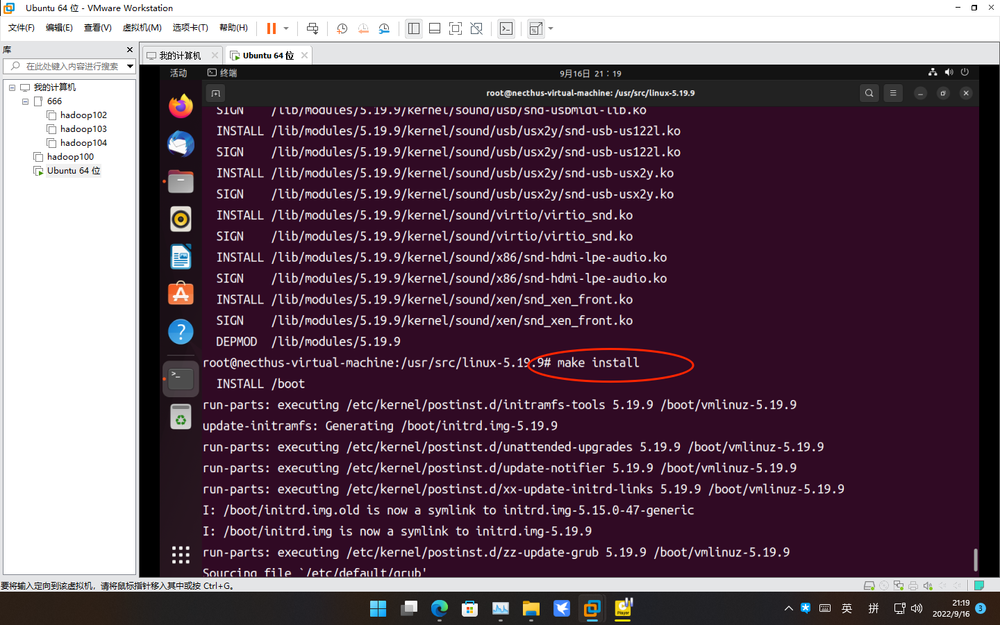 Ubuntu 64 位 - VMware Workstation
文件(F) 编辑(E) 查看(V) 虚拟机(M) 选项卡(T) 帮助(H)
库
在此处键入内容进行搜索
我的计算机
666
hadoop102
hadoop103
hadoop104
hadoop100
Ubuntu 64 位
我的计算机
Ubuntu 64 位
活动 终端 9月16日 21：19
root@necthus-virtual-machine: /usr/src/linux-5.19.9
SIGN /lib/modules/5.19.9/kernel/sound/usb/snd-usbmidi-lib.ko
INSTALL /lib/modules/5.19.9/kernel/sound/usb/usx2y/snd-usb-us122l.ko
SIGN /lib/modules/5.19.9/kernel/sound/usb/usx2y/snd-usb-us122l.ko
INSTALL /lib/modules/5.19.9/kernel/sound/usb/usx2y/snd-usb-usx2y.ko
SIGN /lib/modules/5.19.9/kernel/sound/usb/usx2y/snd-usb-usx2y.ko
INSTALL /lib/modules/5.19.9/kernel/sound/virtio/virtio_snd.ko
SIGN /lib/modules/5.19.9/kernel/sound/virtio/virtio_snd.ko
INSTALL /lib/modules/5.19.9/kernel/sound/x86/snd-hdmi-lpe-audio.ko
SIGN /lib/modules/5.19.9/kernel/sound/x86/snd-hdmi-lpe-audio.ko
INSTALL /lib/modules/5.19.9/kernel/sound/xen/snd_xen_front.ko
SIGN /lib/modules/5.19.9/kernel/sound/xen/snd_xen_front.ko
DEPMOD /lib/modules/5.19.9
root@necthus-virtual-machine:/usr/src/linux-5.19.9# make install
INSTALL /boot
run-parts: executing /etc/kernel/postinst.d/initramfs-tools 5.19.9 /boot/vmlinuz-5.19.9
update-initramfs: Generating /boot/initrd.img-5.19.9
run-parts: executing /etc/kernel/postinst.d/unattended-upgrades 5.19.9 /boot/vmlinuz-5.19.9
run-parts: executing /etc/kernel/postinst.d/update-notifier 5.19.9 /boot/vmlinuz-5.19.9
run-parts: executing /etc/kernel/postinst.d/xx-update-initrd-links 5.19.9 /boot/vmlinuz-5.19.9
I: /boot/initrd.img.old is now a symlink to initrd.img-5.15.0-47-generic
I: /boot/initrd.img is now a symlink to initrd.img-5.19.9
run-parts: executing /etc/kernel/postinst.d/zz-update-grub 5.19.9 /boot/vmlinuz-5.19.9
Sourcing file `/etc/default/grub'
要将输入定向到该虚拟机，请将鼠标指针移入其中或按 Ctrl+G。
Player
英 拼
21:19
2022/9/16
3